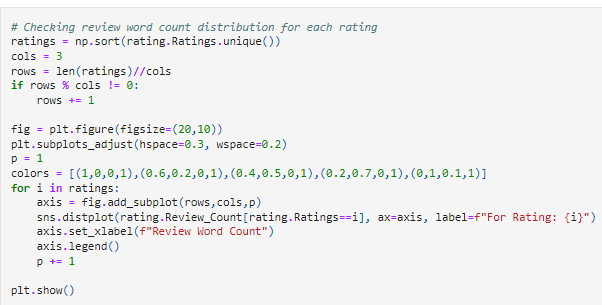 # Checking review word count distribution for each rating
ratings = np.sort(rating.Ratings.unique())
cols = 3
rows = len(ratings)//cols
if rows % cols != 0:
    rows += 1

fig = plt.figure(figsize=(20,10))
plt.subplots_adjust(hspace=0.3, wspace=0.2)
p = 1
colors = [(1,0,0,1),(0.6,0.2,0,1),(0.4,0.5,0,1),(0.2,0.7,0,1),(0,1,0.1,1)]
for i in ratings:
    axis = fig.add_subplot(rows,cols,p)
    sns.distplot(rating.Review_Count[rating.Ratings==i], ax=axis, label=f"For Rating: {i}")
    axis.set_xlabel(f"Review Word Count")
    axis.legend()
    p += 1

plt.show()